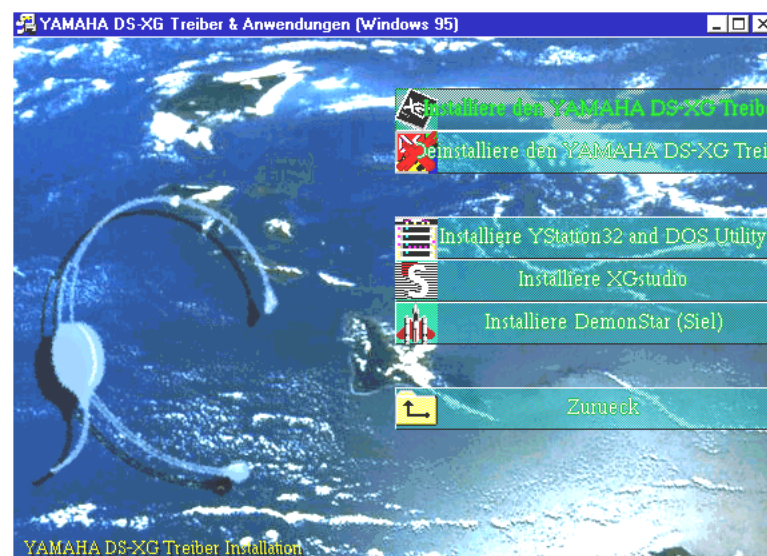 YAMAHA DS-XG Treiber & Anwendungen (Windows 95)
Installiere den YAMAHA DS-XG Treib
Deinstalliere den YAMAHA DS-XG Trei
Installiere YStation32 and DOS Utility
Installiere XGstudio
Installiere DemonStar (Siel)
Zurueck
YAMAHA DS-XG Treiber Installation